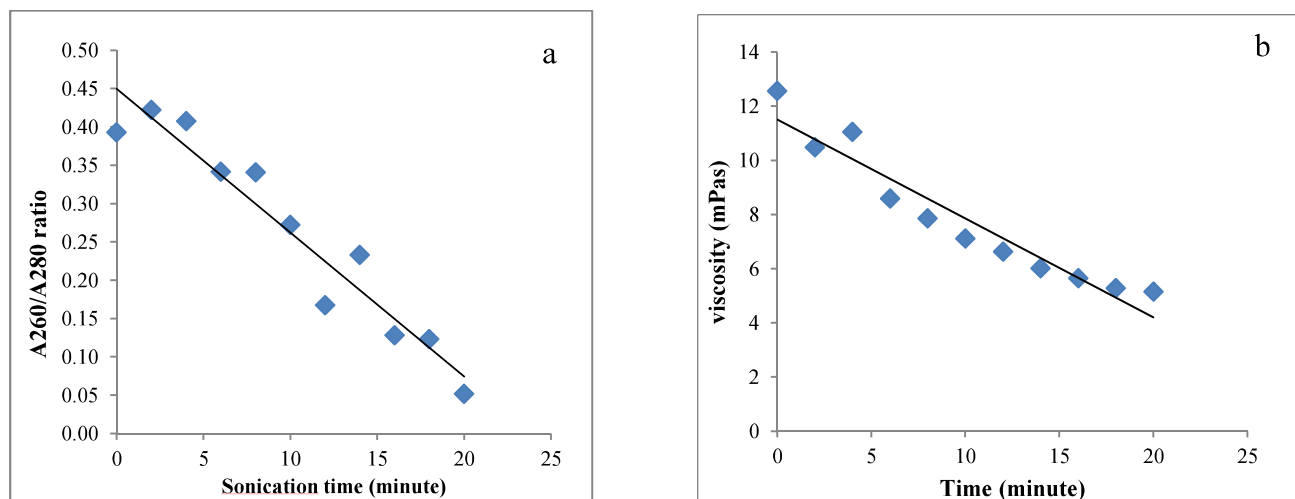 a
0.50
0.45
0.40
0.35
0.30
0.25
0.20
0.15
0.10
0.05
0.00
A260/A280 ratio
0 5 10 15 20 25
Sonication time (minute)
b
14
12
10
8
6
4
2
0
viscosity (mPas)
0 5 10 15 20 25
Time (minute)